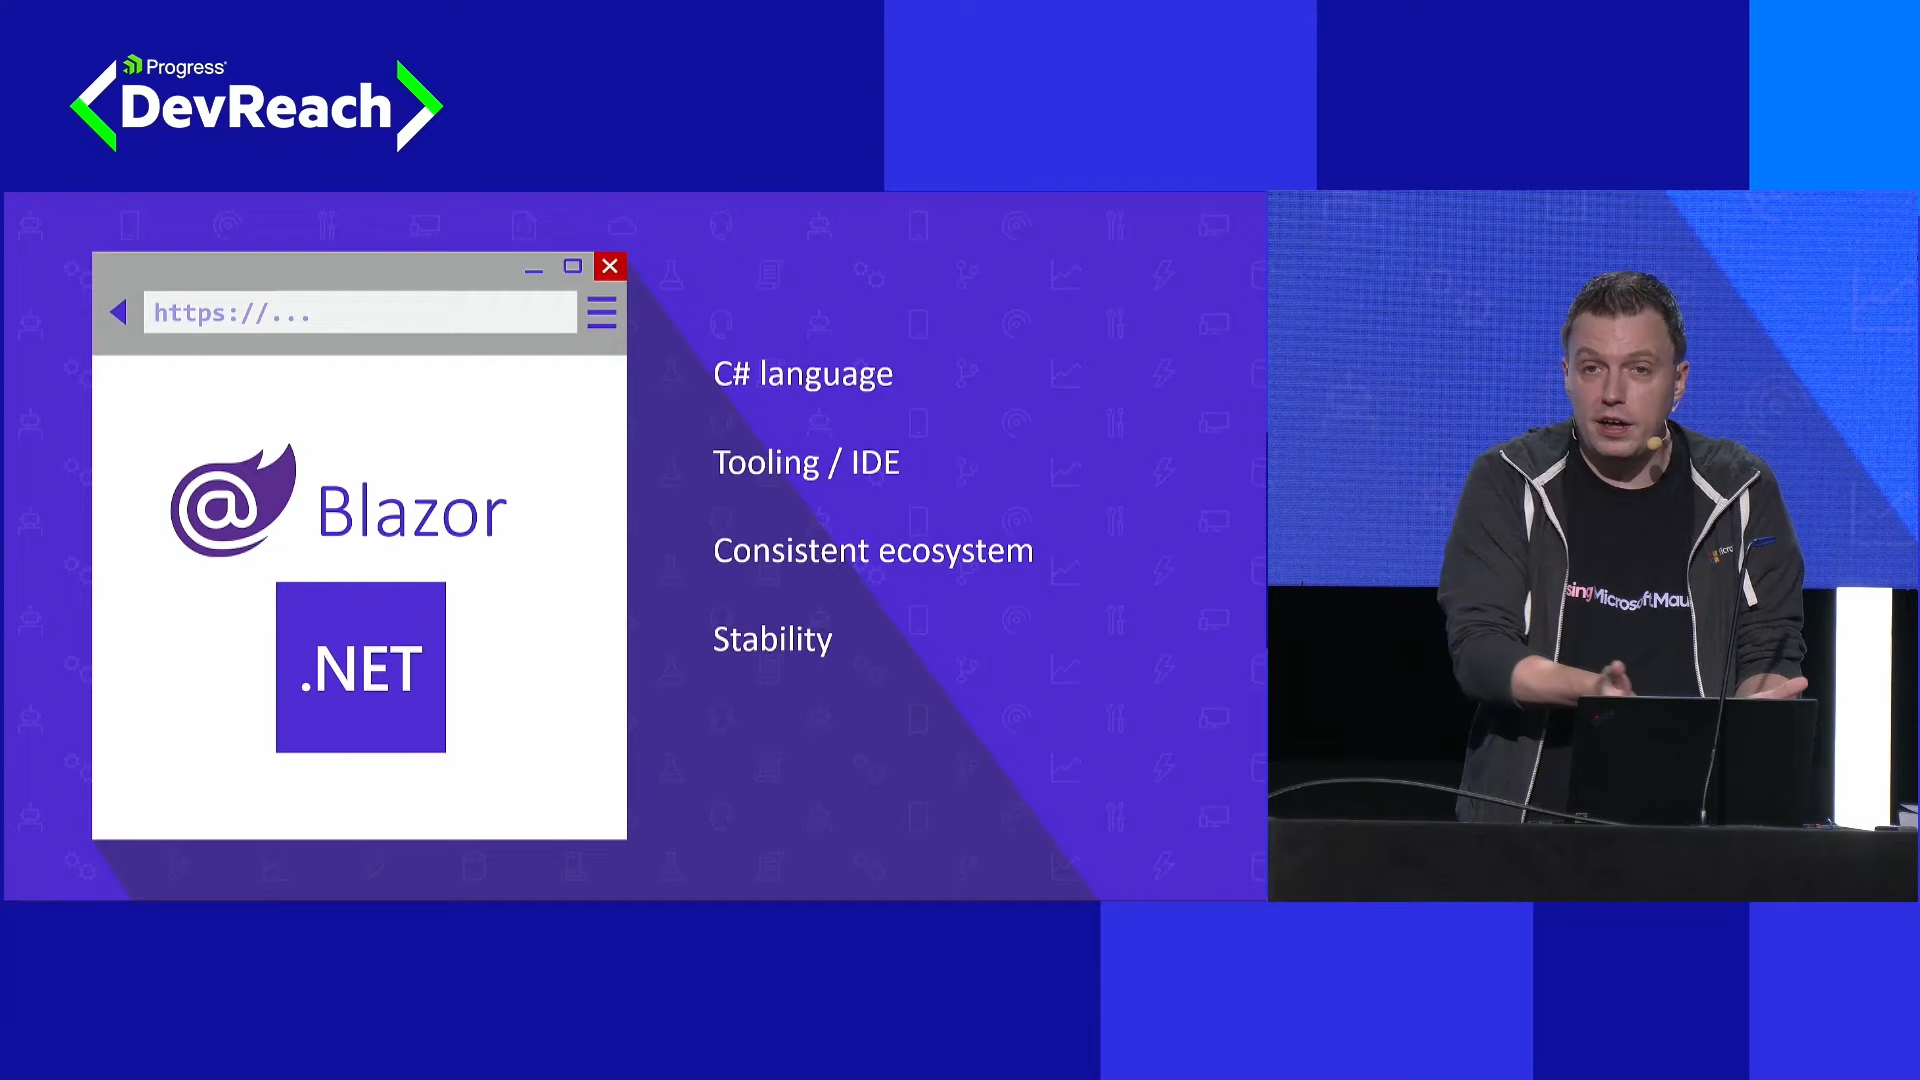 Progress
DevReach
https://...
@ Blazor
.NET
C# language
Tooling / IDE
Consistent ecosystem
Stability